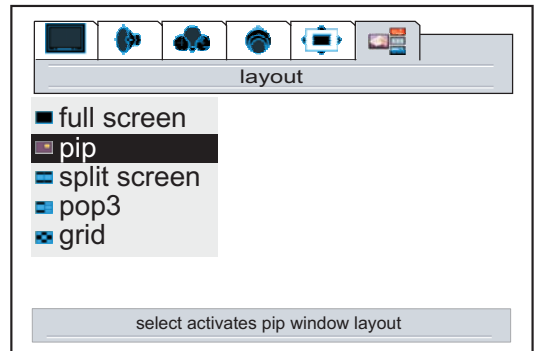 layout
full screen
pip
split screen
pop3
grid
select activates pip window layout